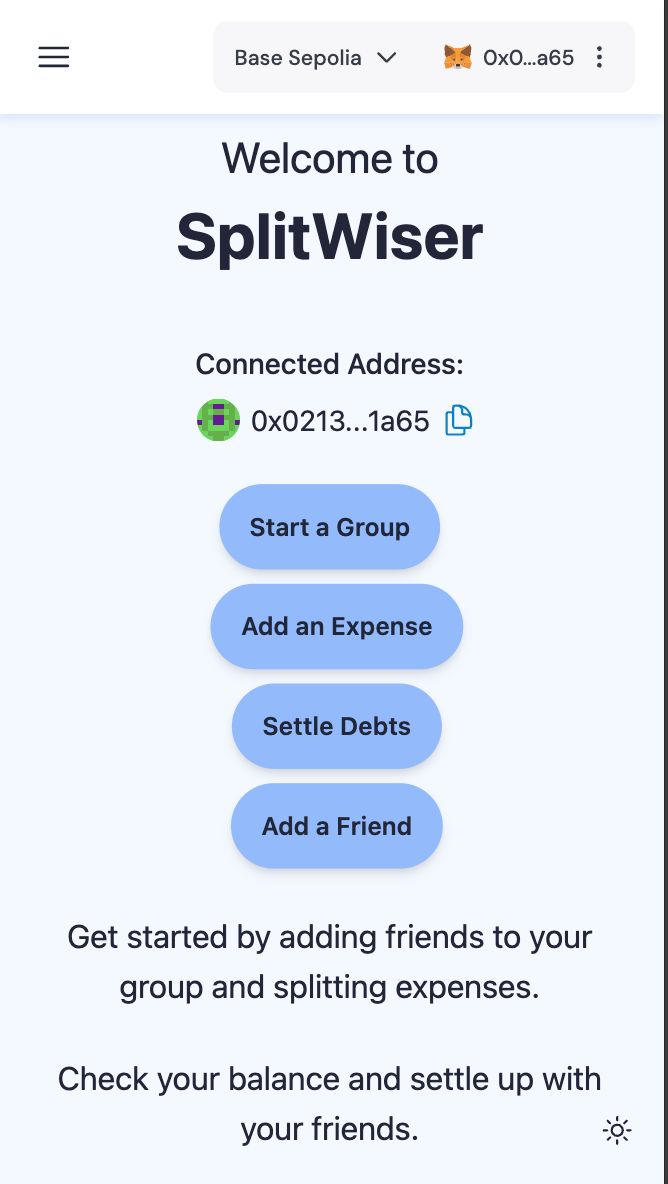 Base Sepolia 0x0...a65
Welcome to
SplitWiser
Connected Address:
0x0213...1a65
Start a Group
Add an Expense
Settle Debts
Add a Friend
Get started by adding friends to your
group and splitting expenses.
Check your balance and settle up with
your friends.